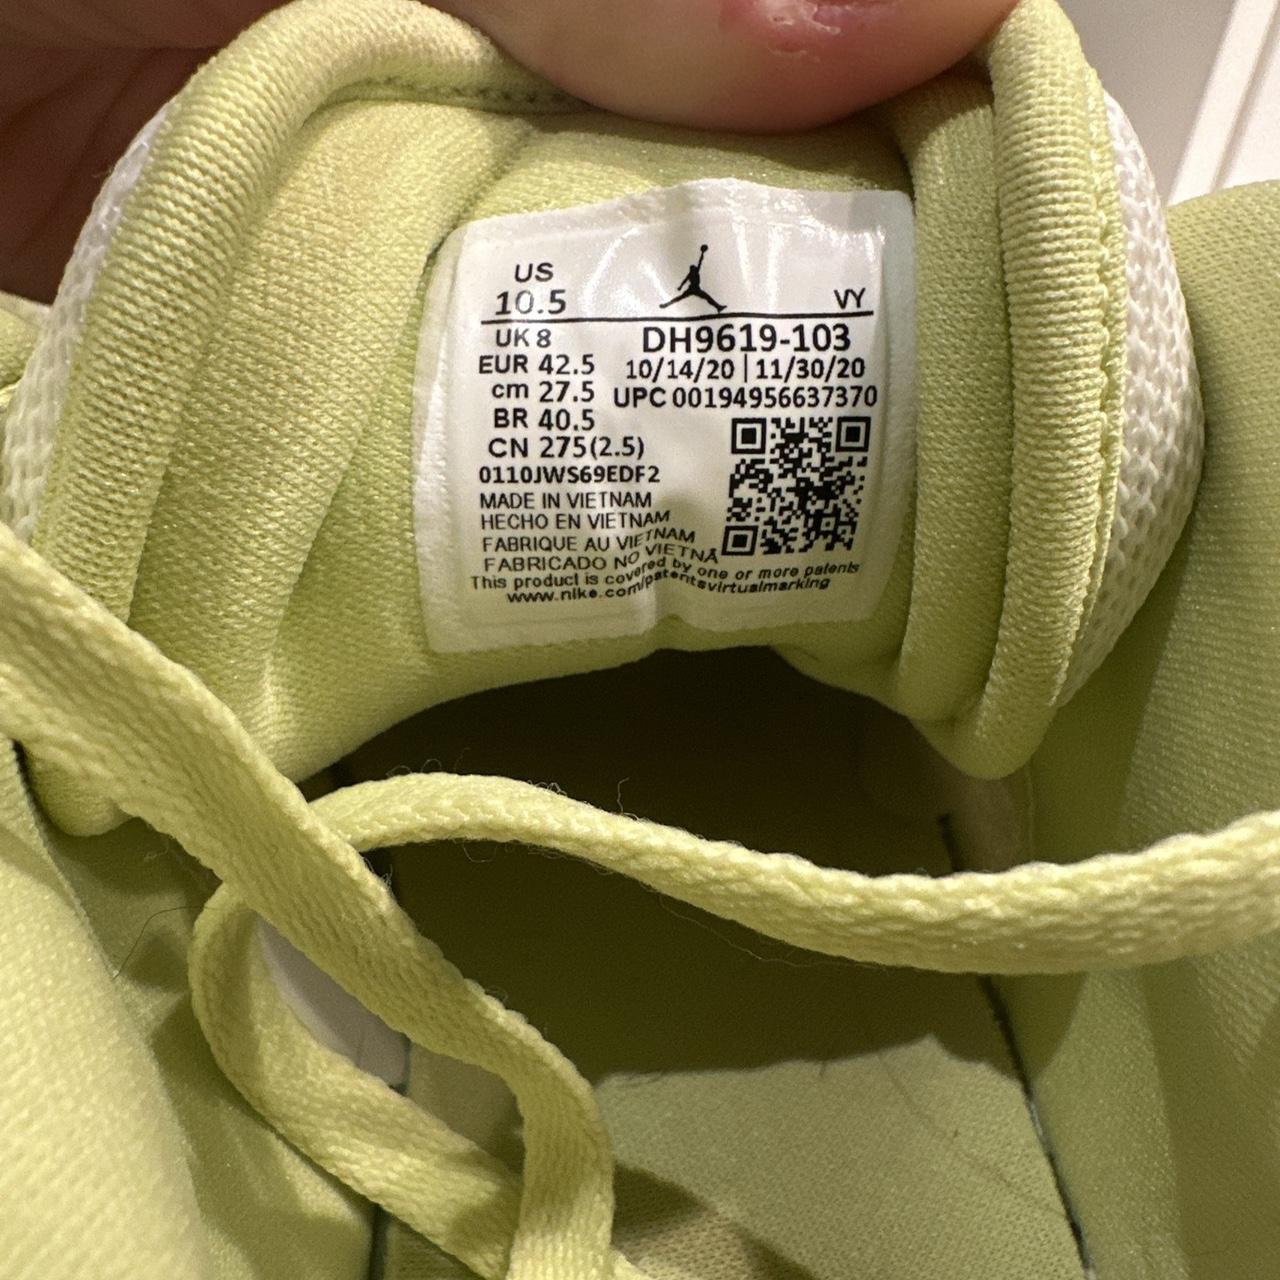 US
10.5
VY
UK 8
EUR 42.5
cm 27.5
BR 40.5
CN 275(2.5)
DH9619-103
10/14/20 | 11/30/20
UPC 00194956637370
0110JWS69EDF2
MADE IN VIETNAM
HECHO EN VIETNAM
FABRIQUE AU VIETNAM
FABRICADO NO VIETNÃ
This product is covered by one or more patents
www.nike.com/patentsvirtualmarking